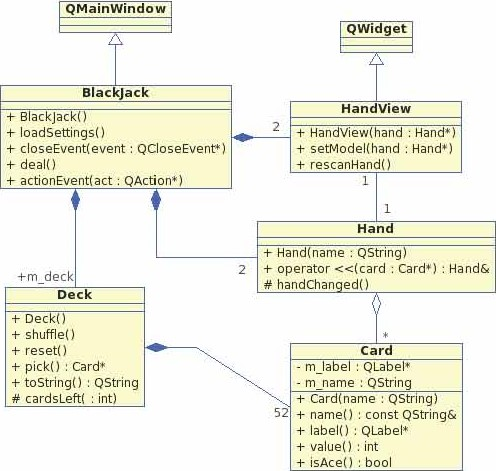 QMainWindow
QWidget
BlackJack
+ BlackJack()
+ loadSettings()
+ closeEvent(event : QCloseEvent*)
+ deal()
+ actionEvent(act : QAction*)
2
HandView
+ HandView(hand : Hand*)
+ setModel(hand : Hand*)
+ rescanHand()
1
1
Hand
+ Hand(name : QString)
+ operator <<(card : Card*) : Hand&
# handChanged()
2
+m_deck
Deck
+ Deck()
+ shuffle()
+ reset()
+ pick() : Card*
+ toString() : QString
# cardsLeft( : int)
*
52
Card
- m_label : QLabel*
- m_name : QString
+ Card(name : QString)
+ name() : const QString&
+ label() : QLabel*
+ value() : int
+ isAce() : bool